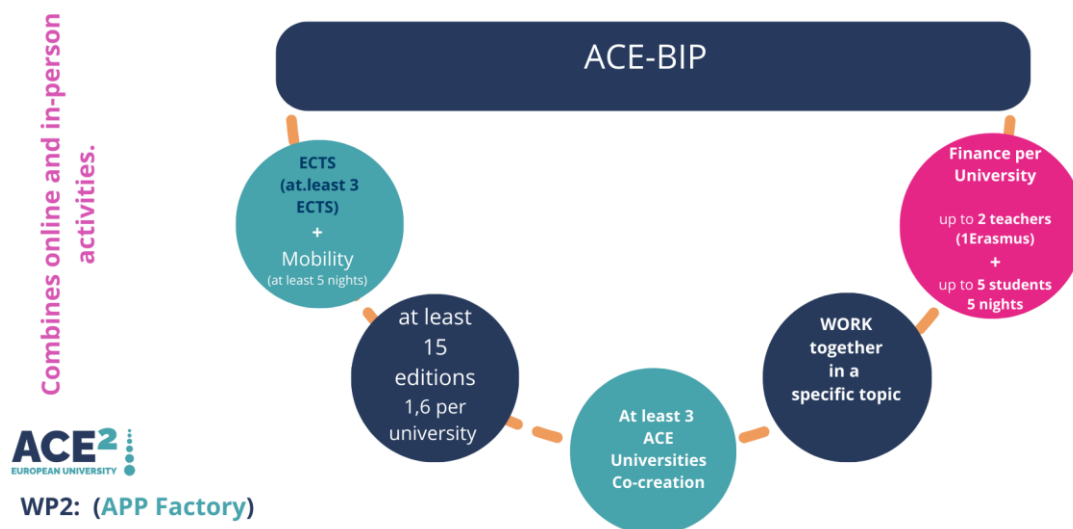 Combines online and in-person
activities.
ACE-BIP
ECTS
(at.least 3
ECTS)
+
Mobility
(at least 5 nights)
at least
15
editions
1,6 per
university
At least 3
ACE
Universities
Co-creation
WORK
together
in a
specific topic
Finance per
University
up to 2 teachers
(1Erasmus)
+
up to 5 students
5 nights
ACE²
EUROPEAN UNIVERSITY
WP2: (APP Factory)